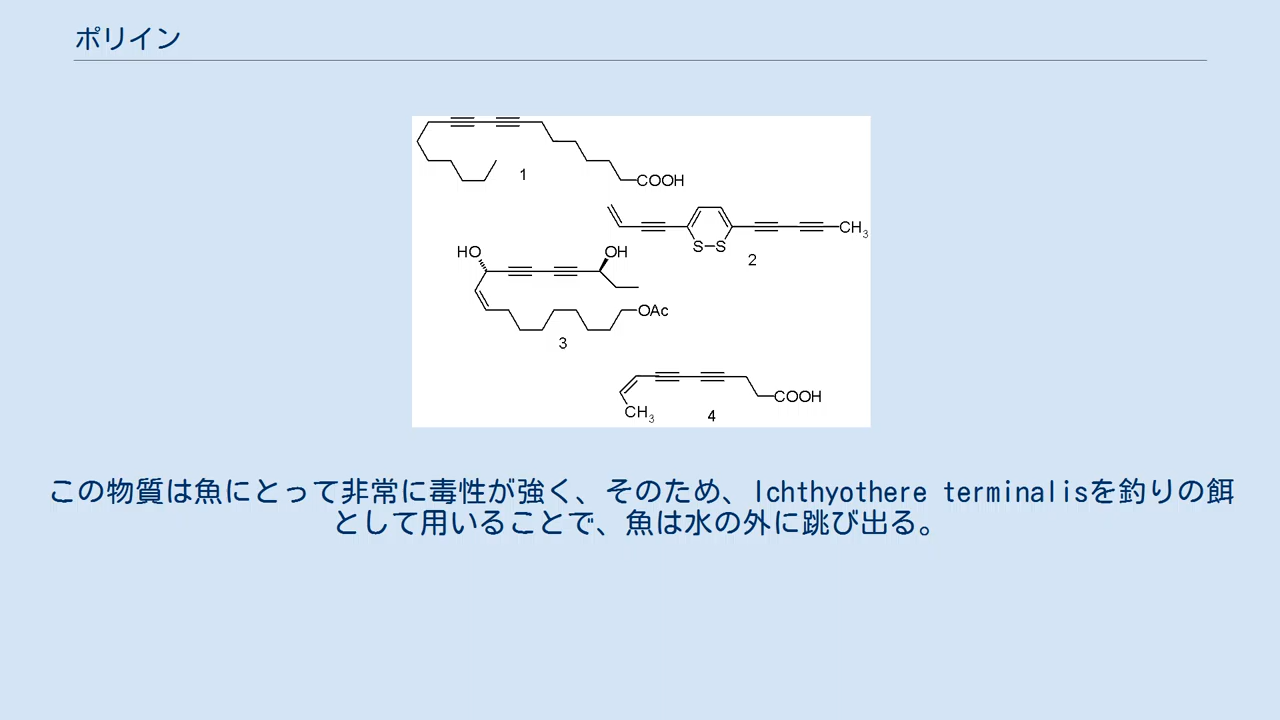 ポリイン
COOH
1
CH3
S S
2
HO
OH
OAc
3
COOH
CH3
4
この物質は魚にとって非常に毒性が強く、そのため、Ichthyothere terminalisを釣りの餌
として用いることで、魚は水の外に跳び出る。